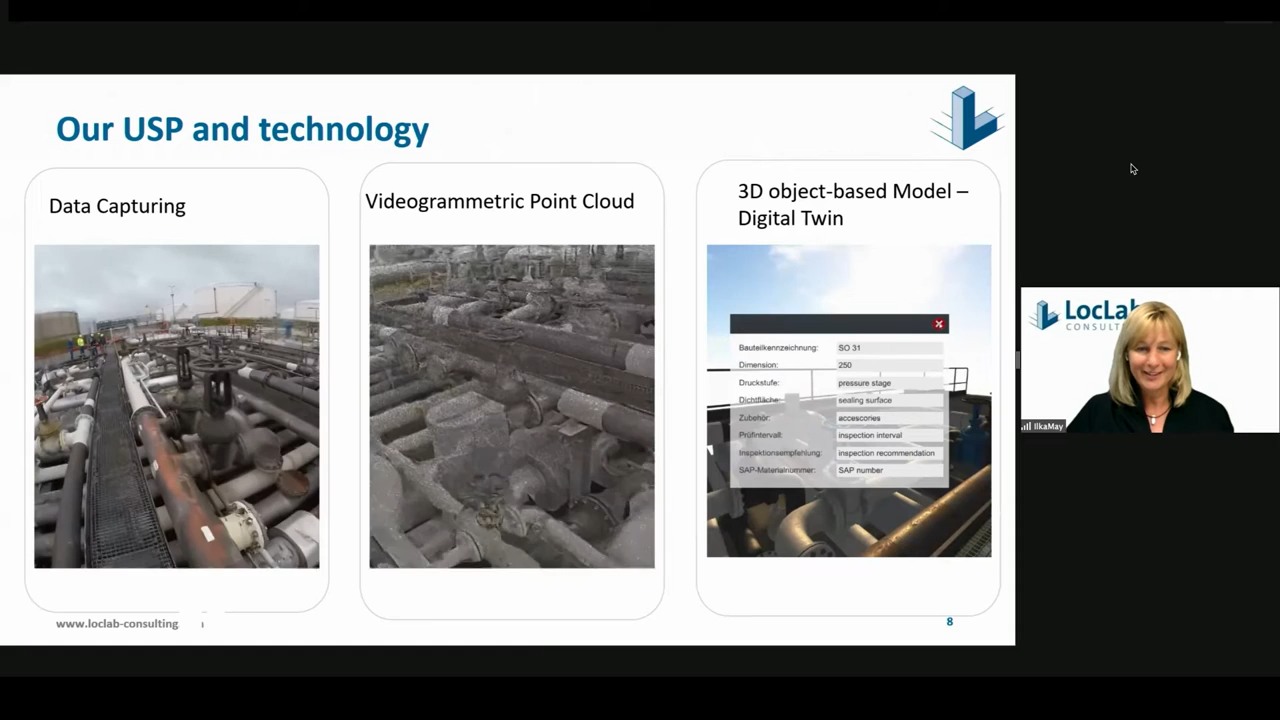 Our USP and technology
Data Capturing
Videogrammetric Point Cloud
3D object-based Model –
Digital Twin
Bauteilkennzeichnung: SO 31
Dimension: 250
Druckstufe: pressure stage
Dichtfläche: sealing surface
Zubehör: accescories
Prüfintervall: inspection interval
Inspektionsempfehlung: inspection recommendation
SAP-Materialnummer: SAP number
www.loclab-consulting
8
LocLab
CONSULT
IlkaMay